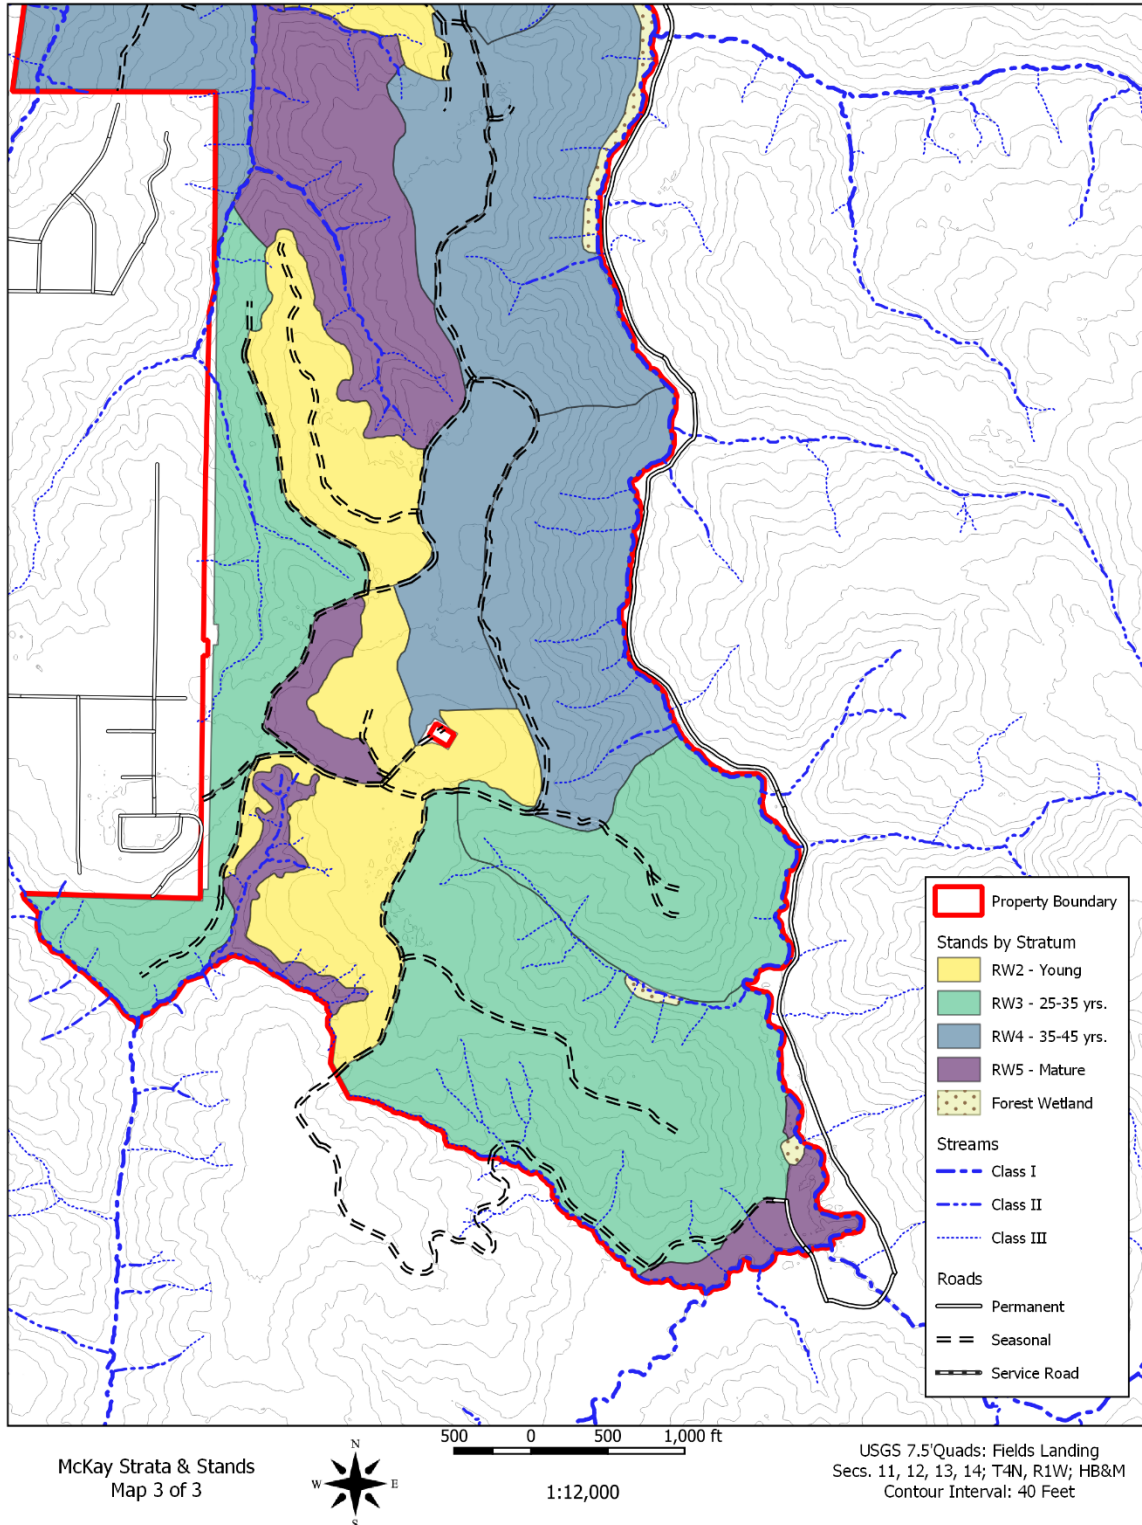 Property Boundary
Stands by Stratum
RW2 - Young
RW3 - 25-35 yrs.
RW4 - 35-45 yrs.
RW5 - Mature
Forest Wetland
Streams
Class I
Class II
Class III
Roads
Permanent
Seasonal
Service Road
McKay Strata & Stands
Map 3 of 3
N
W E
S
500 0 500 1,000 ft
1:12,000
USGS 7.5'Quads: Fields Landing
Secs. 11, 12, 13, 14; T4N, R1W; HB&M
Contour Interval: 40 Feet